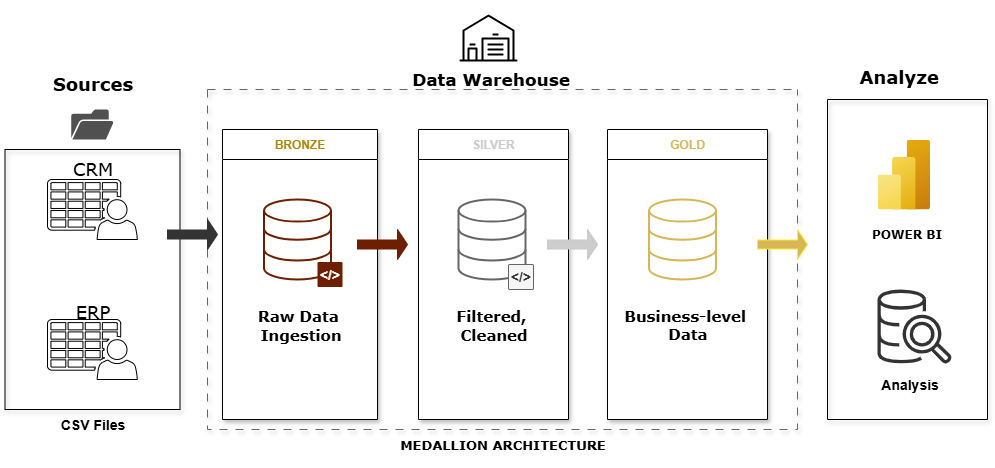 Data Warehouse
Sources
Analyze
BRONZE
SILVER
GOLD
CRM
ERP
</>
</>
Raw Data
Ingestion
Filtered,
Cleaned
Business-level
Data
POWER BI
Analysis
CSV Files
MEDALLION ARCHITECTURE